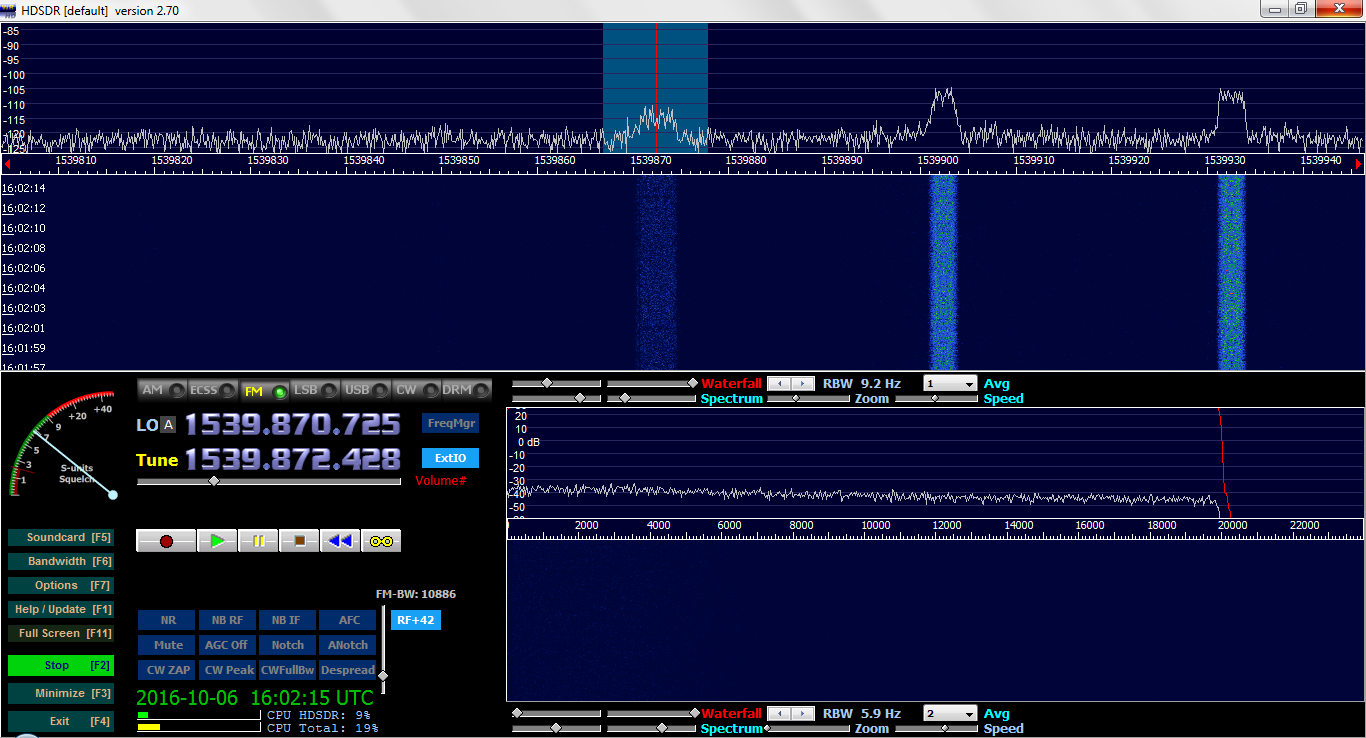 HDSDR [default] version 2.70
-85
-90
-95
-100
-105
-110
-115
-120
-125
1539810 1539820 1539830 1539840 1539850 1539860 1539870 1539880 1539890 1539900 1539910 1539920 1539930 1539940
16:02:14
16:02:12
16:02:10
16:02:08
16:02:06
16:02:04
16:02:03
16:02:01
16:01:59
16:01:57
+40
+20
9
7
5
3
1
S-units
Squelch
AM ECSS FM LSB USB CW DRM
LO A 1539.870.725
FreqMgr
Tune 1539.872.428
ExtIO
Volume#
Soundcard [F5]
Bandwidth [F6]
Options [F7]
Help / Update [F1]
Full Screen [F11]
Stop [F2]
Minimize [F3]
Exit [F4]
FM-BW: 10886
NR NB RF NB IF AFC
RF+42
Mute AGC Off Notch ANotch
CW ZAP CW Peak CWFullBw Despread
2016-10-06 16:02:15 UTC
CPU HDSDR: 9%
CPU Total: 19%
Waterfall RBW 9.2 Hz 1 Avg
Spectrum Zoom Speed
20
10
0 dB
-10
-20
-30
-40
-50
2000 4000 6000 8000 10000 12000 14000 16000 18000 20000 22000
Waterfall RBW 5.9 Hz 2 Avg
Spectrum Zoom Speed